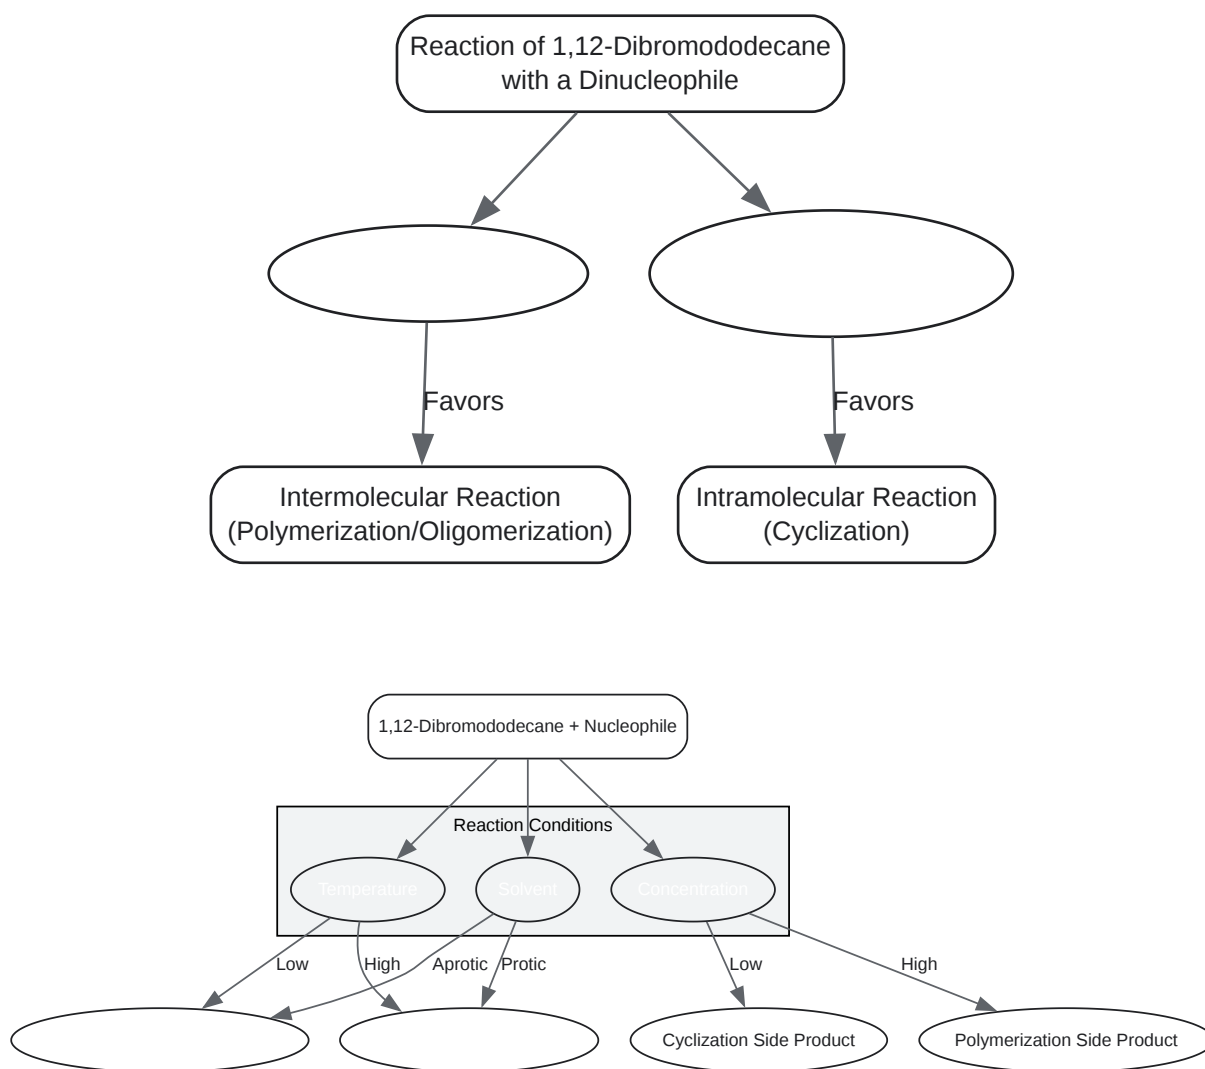 Reaction of 1,12-Dibromododecane
with a Dinucleophile
Favors
Favors
Intermolecular Reaction
(Polymerization/Oligomerization)
Intramolecular Reaction
(Cyclization)
1,12-Dibromododecane + Nucleophile
Reaction Conditions
Temperature
Solvent
Concentration
Low
High
Aprotic
Protic
Low
High
Cyclization Side Product
Polymerization Side Product